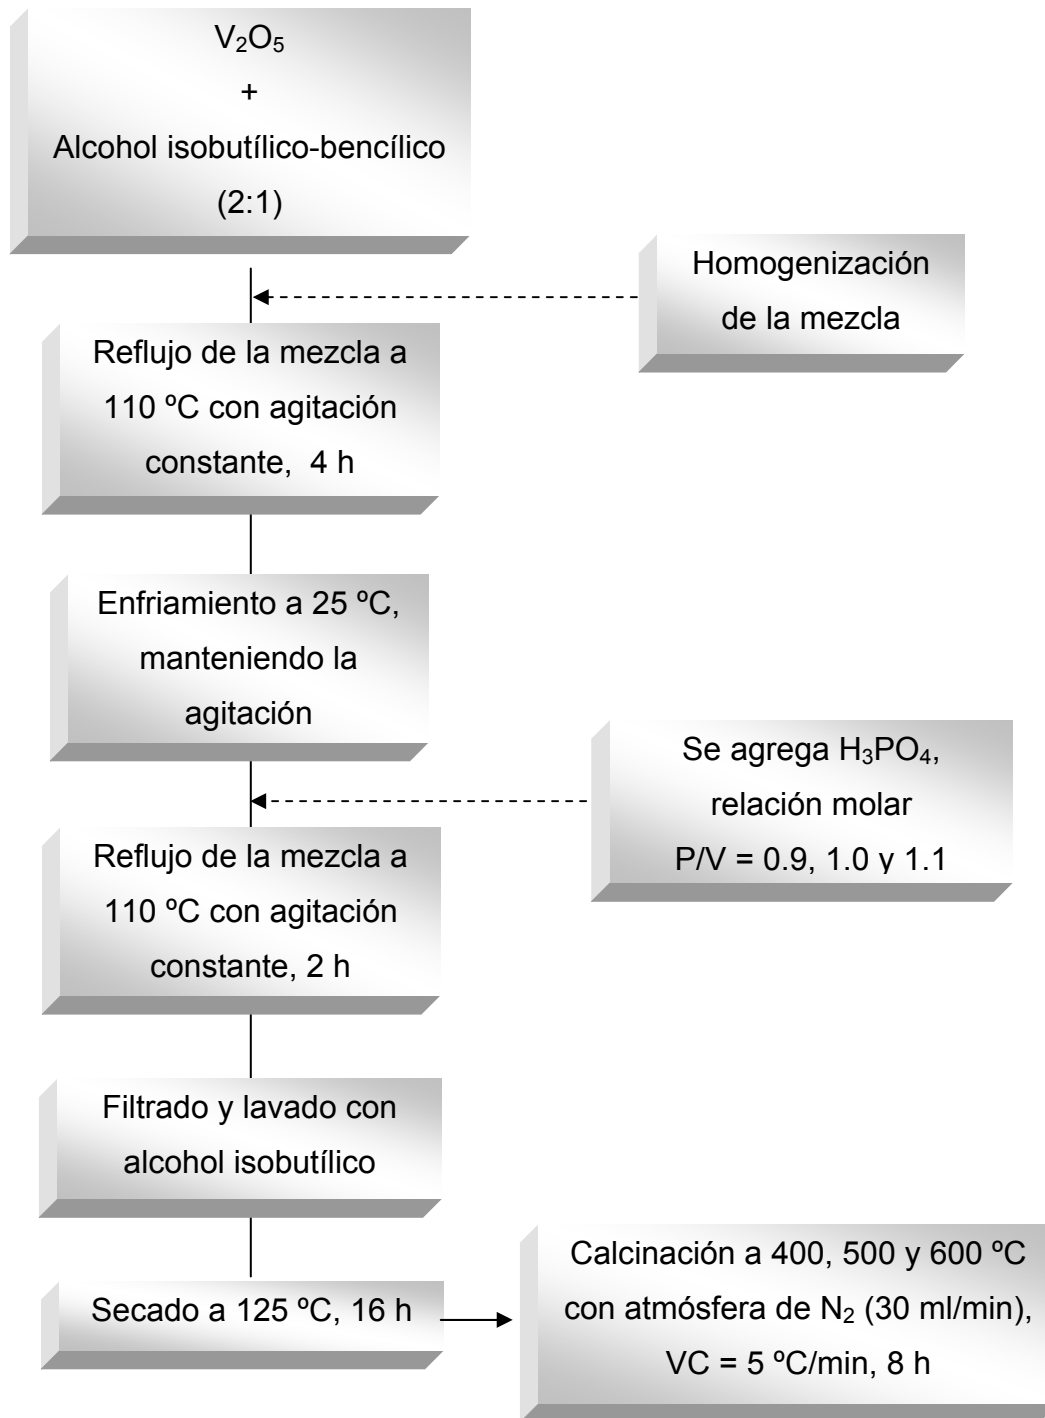 V₂O₅
+
Alcohol isobutílico-bencílico
(2:1)
Homogenización
de la mezcla
Reflujo de la mezcla a
110 ºC con agitación
constante, 4 h
Enfriamiento a 25 ºC,
manteniendo la
agitación
Se agrega H₃PO₄,
relación molar
P/V = 0.9, 1.0 y 1.1
Reflujo de la mezcla a
110 ºC con agitación
constante, 2 h
Filtrado y lavado con
alcohol isobutílico
Secado a 125 ºC, 16 h
Calcinación a 400, 500 y 600 ºC
con atmósfera de N₂ (30 ml/min),
VC = 5 ºC/min, 8 h